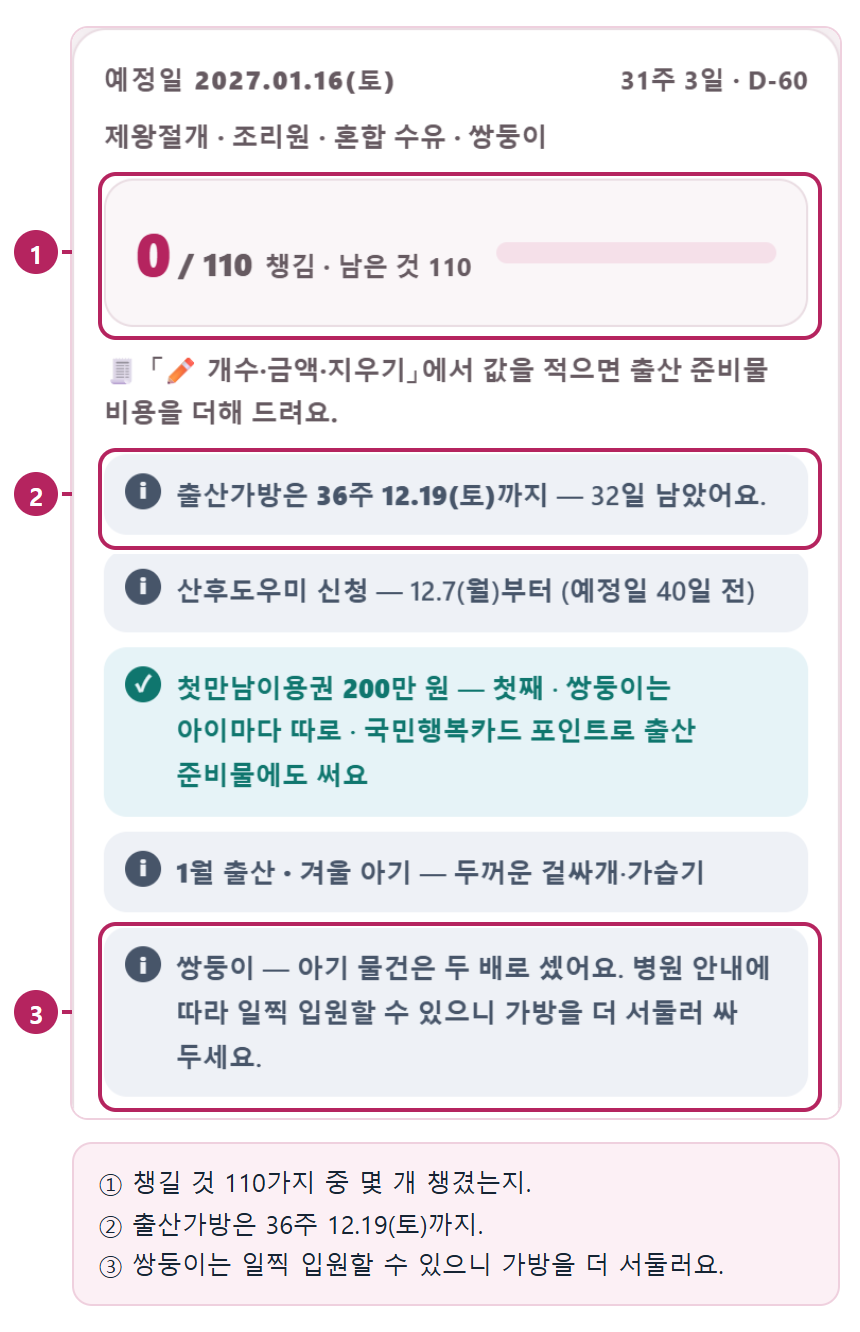 예정일 2027.01.16(토) 31주 3일 · D-60
제왕절개 · 조리원 · 혼합 수유 · 쌍둥이
1
0 / 110 챙김 · 남은 것 110
「✏️ 개수·금액·지우기」에서 값을 적으면 출산 준비물
비용을 더해 드려요.
2
출산가방은 36주 12.19(토)까지 — 32일 남았어요.
산후도우미 신청 — 12.7(월)부터 (예정일 40일 전)
첫만남이용권 200만 원 — 첫째 · 쌍둥이는
아이마다 따로 · 국민행복카드 포인트로 출산
준비물에도 써요
1월 출산 • 겨울 아기 — 두꺼운 겉싸개·가습기
3
쌍둥이 — 아기 물건은 두 배로 셌어요. 병원 안내에
따라 일찍 입원할 수 있으니 가방을 더 서둘러 싸
두세요.
① 챙길 것 110가지 중 몇 개 챙겼는지.
② 출산가방은 36주 12.19(토)까지.
③ 쌍둥이는 일찍 입원할 수 있으니 가방을 더 서둘러요.